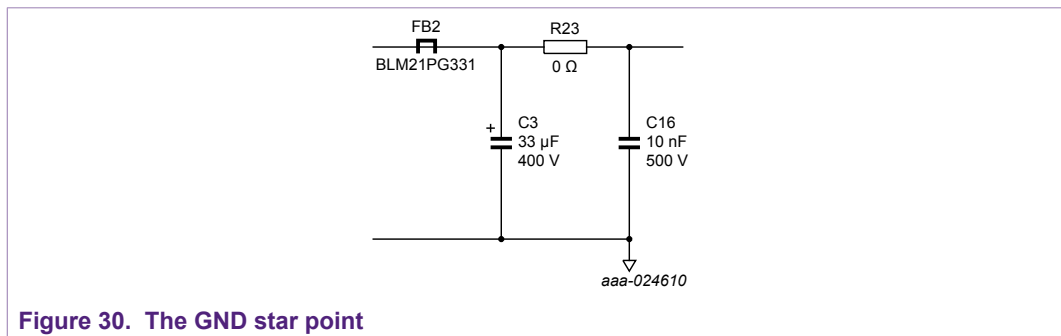 FB2
BLM21PG331
R23
0 Ω
+
C3
33 µF
400 V
C16
10 nF
500 V
aaa-024610
Figure 30. The GND star point